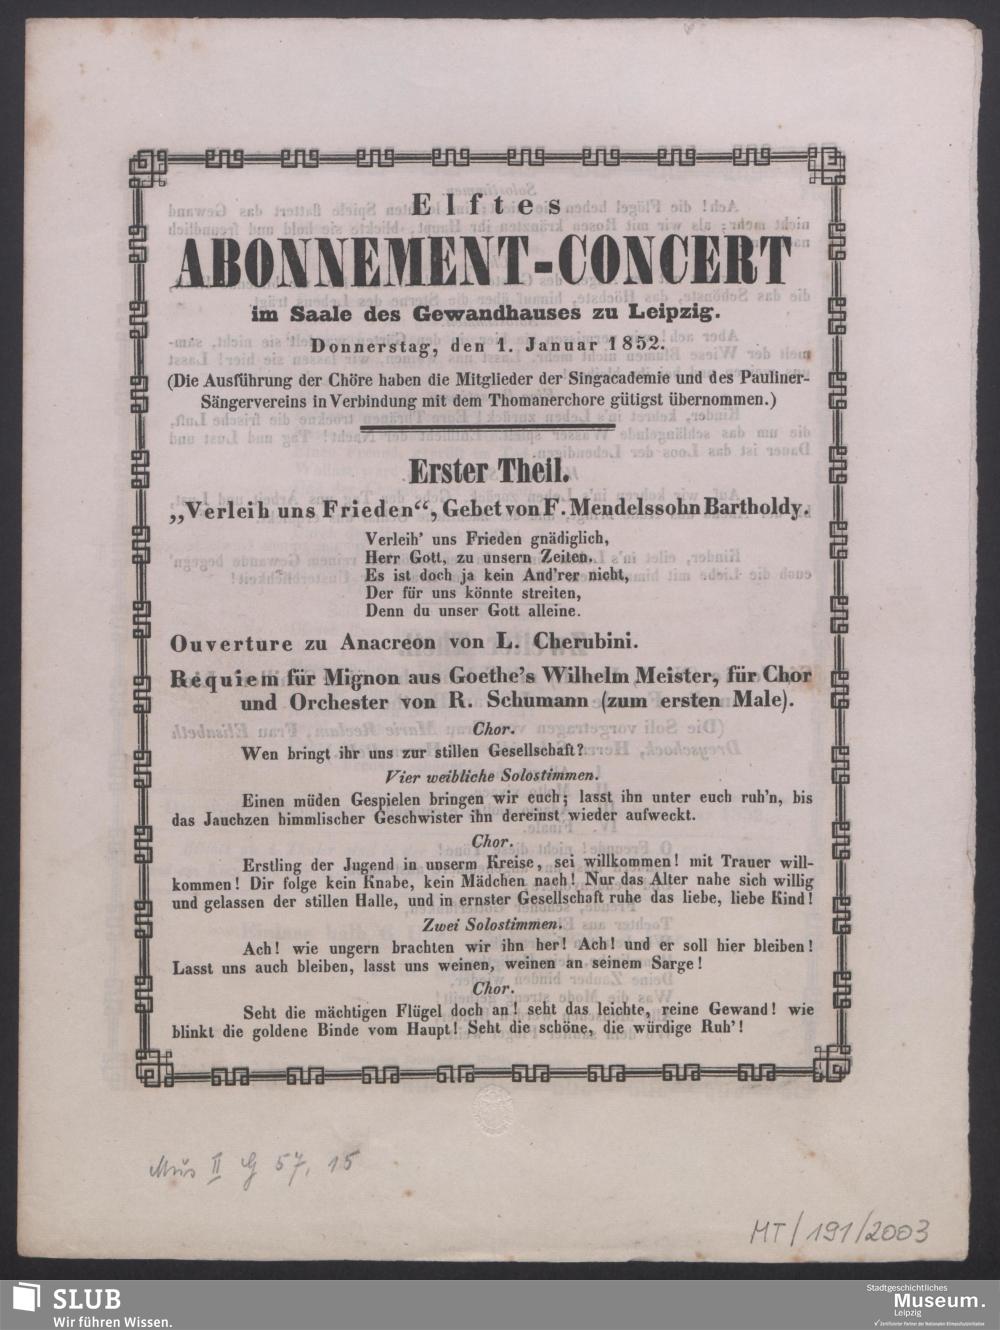 Elftes
ABONNEMENT-CONCERT
im Saale des Gewandhauses zu Leipzig.
Donnerstag, den 1. Januar 1852.
(Die Ausführung der Chöre haben die Mitglieder der Singacademie und des Pauliner-
Sängervereins in Verbindung mit dem Thomanerchore gütigst übernommen.)
Erster Theil.
„Verleih uns Frieden“, Gebet von F. Mendelssohn Bartholdy.
Verleih' uns Frieden gnädiglich,
Herr Gott, zu unsern Zeiten.
Es ist doch ja kein And'rer nicht,
Der für uns könnte streiten,
Denn du unser Gott alleine.
Ouverture zu Anacreon von L. Cherubini.
Requiem für Mignon aus Goethe's Wilhelm Meister, für Chor
und Orchester von R. Schumann (zum ersten Male).
Chor.
Wen bringt ihr uns zur stillen Gesellschaft?
Vier weibliche Solostimmen.
Einen müden Gespielen bringen wir euch; lasst ihn unter euch ruh'n, bis
das Jauchzen himmlischer Geschwister ihn dereinst wieder aufweckt.
Chor.
Erstling der Jugend in unserm Kreise, sei willkommen! mit Trauer will-
kommen! Dir folge kein Knabe, kein Mädchen nach! Nur das Alter nahe sich willig
und gelassen der stillen Halle, und in ernster Gesellschaft ruhe das liebe, liebe Kind!
Zwei Solostimmen.
Ach! wie ungern brachten wir ihn her! Ach! und er soll hier bleiben!
Lasst uns auch bleiben, lasst uns weinen, weinen an seinem Sarge!
Chor.
Seht die mächtigen Flügel doch an! seht das leichte, reine Gewand! wie
blinkt die goldene Binde vom Haupt! Seht die schöne, die würdige Ruh'!
Mus II G 57, 15
MT/191/2003
SLUB
Wir führen Wissen.
Stadtgeschichtliches
Museum.
Leipzig
✓ Zertifizierter Partner der Nationalen Klimaschutzinitiative